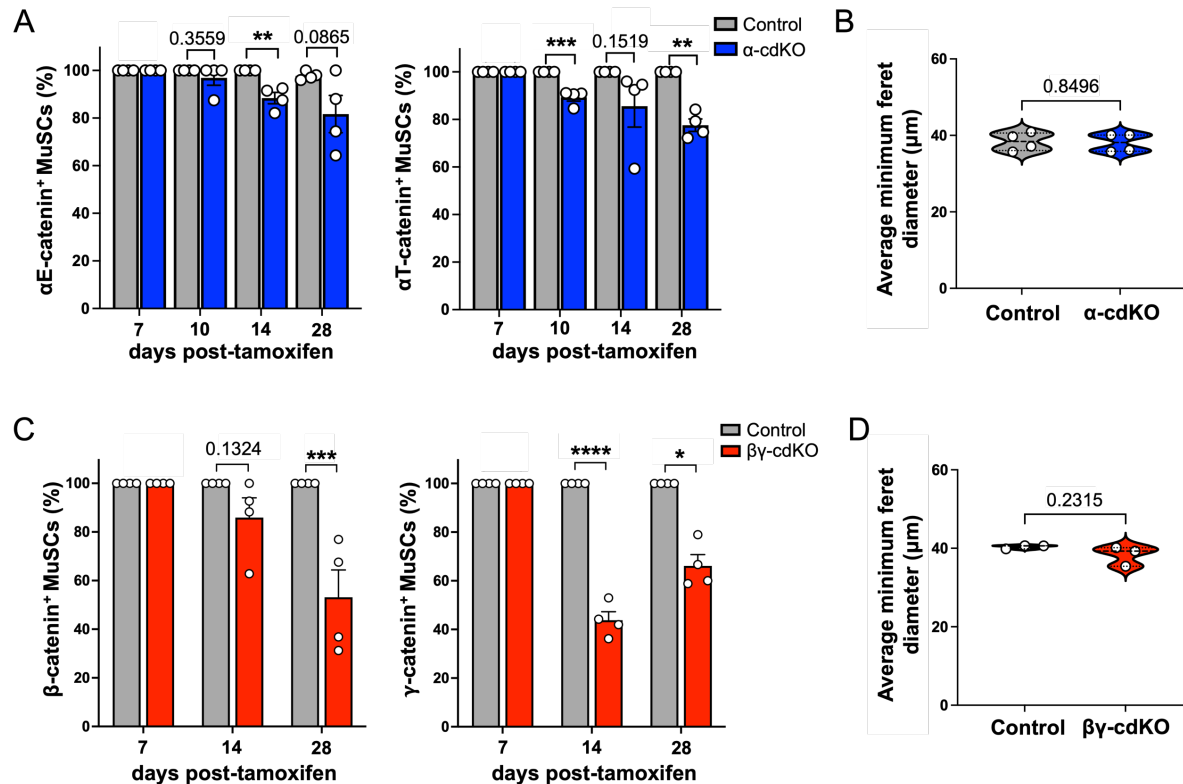 A
αE-catenin⁺ MuSCs (%)
100
80
60
40
20
0
0.3559
**
0.0865
7
10
14
28
days post-tamoxifen
αT-catenin⁺ MuSCs (%)
100
80
60
40
20
0
***
0.1519
**
7
10
14
28
days post-tamoxifen
Control
α-cdKO
B
Average minimum feret
diameter (μm)
60
40
20
0
0.8496
Control
α-cdKO
C
β-catenin⁺ MuSCs (%)
100
80
60
40
20
0
0.1324
***
7
14
28
days post-tamoxifen
γ-catenin⁺ MuSCs (%)
100
80
60
40
20
0
****
*
7
14
28
days post-tamoxifen
Control
βγ-cdKO
D
Average minimum feret
diameter (μm)
60
40
20
0
0.2315
Control
βγ-cdKO